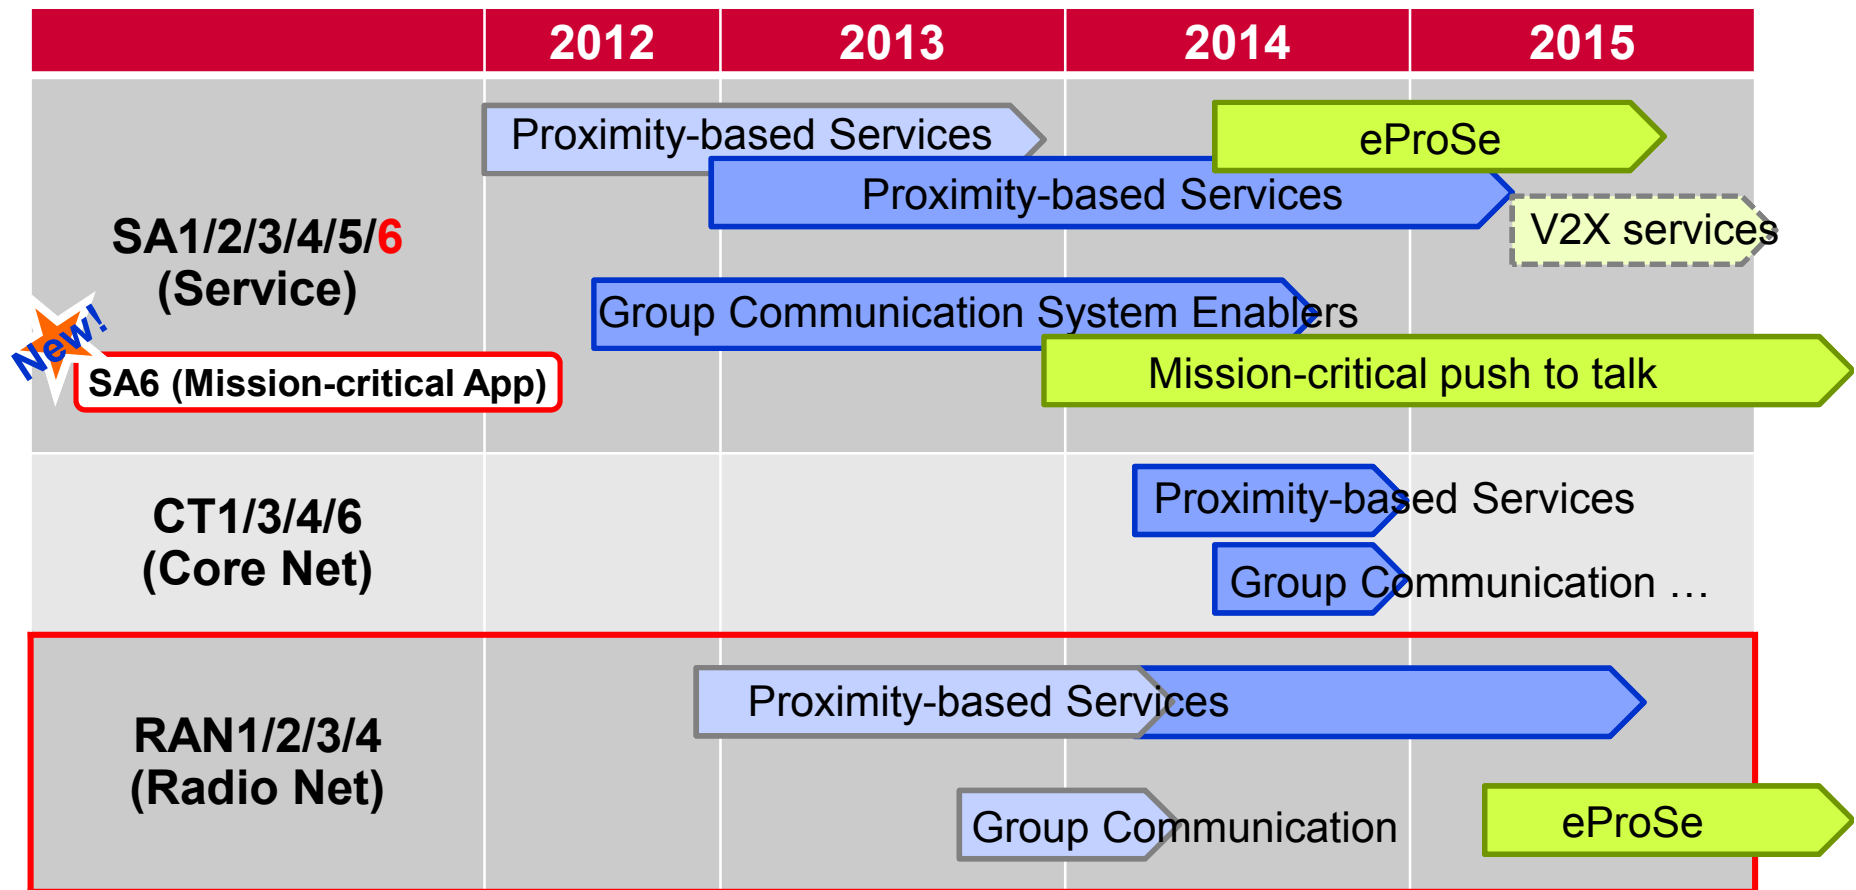 2012 2013 2014 2015
Proximity-based Services
eProSe
Proximity-based Services
SA1/2/3/4/5/6
(Service)
V2X services
Group Communication System Enablers
New!
SA6 (Mission-critical App)
Mission-critical push to talk
CT1/3/4/6
(Core Net)
Proximity-based Services
Group Communication …
RAN1/2/3/4
(Radio Net)
Proximity-based Services
Group Communication
eProSe